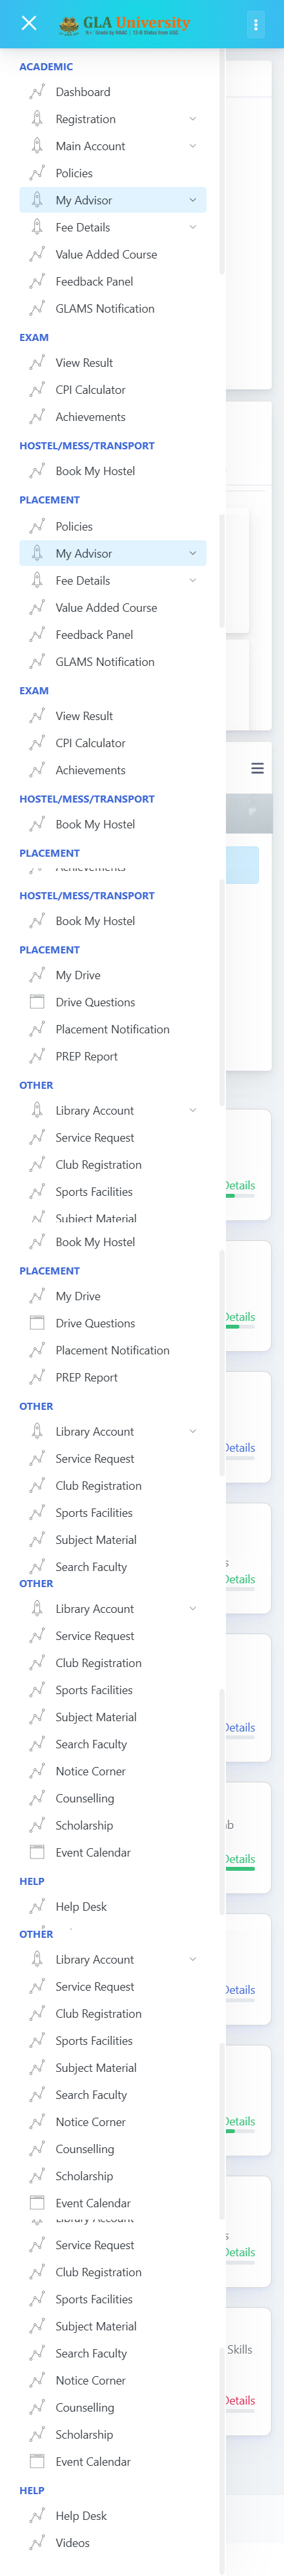 GLA University
ACADEMIC
Dashboard
Registration
Main Account
Policies
My Advisor
Fee Details
Value Added Course
Feedback Panel
GLAMS Notification
EXAM
View Result
CPI Calculator
Achievements
HOSTEL/MESS/TRANSPORT
Book My Hostel
PLACEMENT
Policies
My Advisor
Fee Details
Value Added Course
Feedback Panel
GLAMS Notification
EXAM
View Result
CPI Calculator
Achievements
HOSTEL/MESS/TRANSPORT
Book My Hostel
PLACEMENT
Achievements
HOSTEL/MESS/TRANSPORT
Book My Hostel
PLACEMENT
My Drive
Drive Questions
Placement Notification
PREP Report
OTHER
Library Account
Service Request
Club Registration
Sports Facilities
Details
Subject Material
Book My Hostel
PLACEMENT
My Drive
Drive Questions
Details
Placement Notification
PREP Report
OTHER
Library Account
Service Request
Details
Club Registration
Sports Facilities
Subject Material
Search Faculty
OTHER
Details
Library Account
Service Request
Club Registration
Sports Facilities
Subject Material
Details
Search Faculty
Notice Corner
Counselling
Scholarship
Event Calendar
Details
HELP
Help Desk
OTHER
Library Account
Service Request
Details
Club Registration
Sports Facilities
Subject Material
Search Faculty
Notice Corner
Details
Counselling
Scholarship
Event Calendar
Library Account
Service Request
Details
Club Registration
Sports Facilities
Subject Material
Search Faculty
Skills
Notice Corner
Details
Counselling
Scholarship
Event Calendar
HELP
Help Desk
Videos